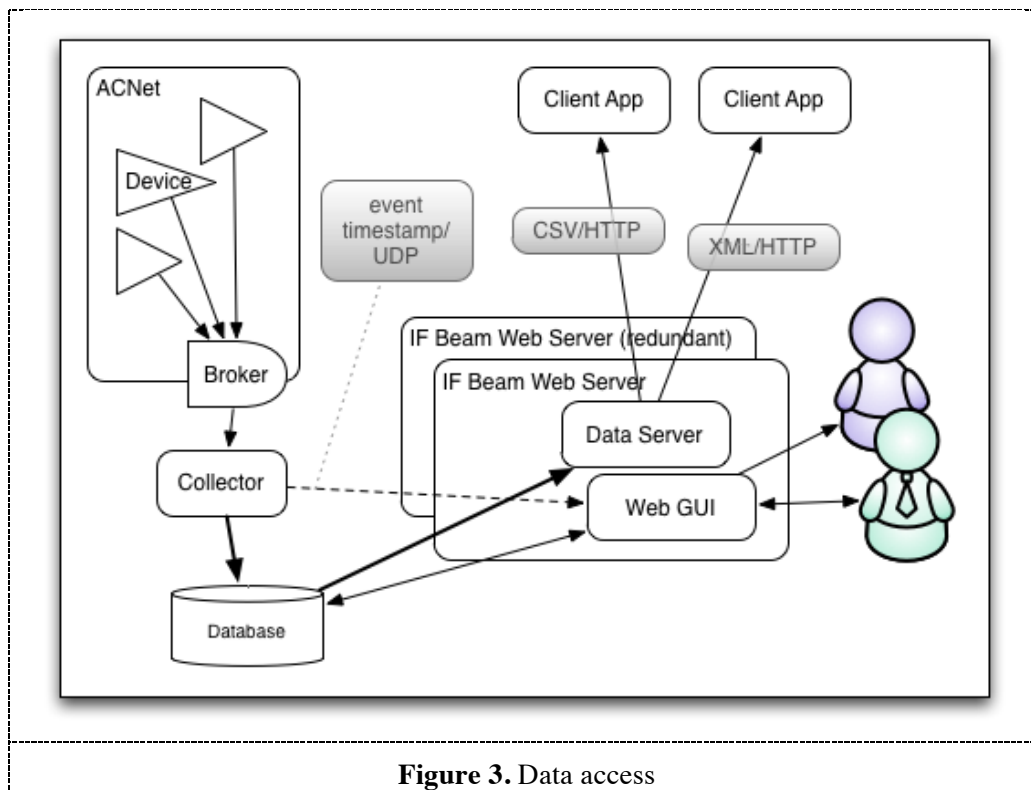 ACNet
Device
Broker
Collector
Database
event
timestamp/
UDP
Client App
Client App
CSV/HTTP
XML/HTTP
IF Beam Web Server (redundant)
IF Beam Web Server
Data Server
Web GUI
Figure 3. Data access